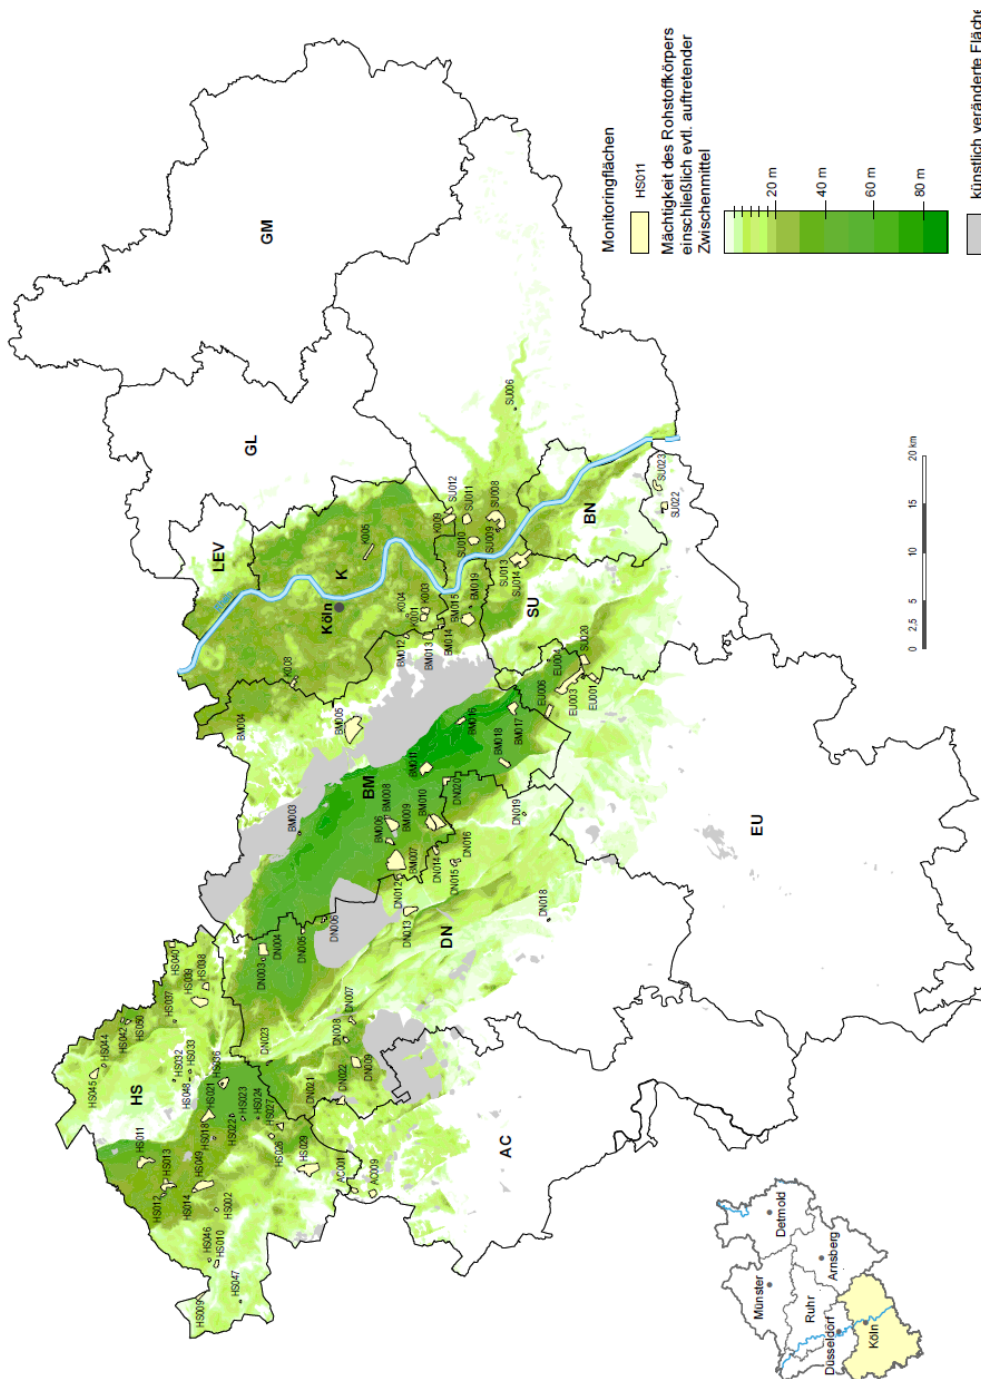 GM
GL
LEV
Rhein
K
Köln
K005
K008
K004
K001
K003
K009
SU012
SU011
SU010
SU008
SU009
SU006
SU013
SU014
SU
SU020
SU022
SU023
BN
BM004
BM005
BM003
BM012
BM013
BM014
BM015
BM019
BM
BM008
BM006
BM009
BM007
BM010
BM011
BM016
BM017
BM018
EU006
EU004
EU003
EU001
EU
DN020
DN019
DN016
DN014
DN015
DN012
DN013
DN018
DN
DN006
DN005
DN004
DN003
DN007
DN008
DN009
DN023
DN021
DN022
HS040
HS039
HS038
HS037
HS050
HS042
HS044
HS045
HS
HS032
HS033
HS048
HS036
HS021
HS023
HS024
HS022
HS018
HS027
HS026
HS029
HS011
HS013
HS012
HS014
HS049
HS002
HS046
HS010
HS047
HS009
AC001
AC009
AC
Monitoringflächen
HS011
Mächtigkeit des Rohstoffkörpers
einschließlich evtl. auftretender
Zwischenmittel
20 m
40 m
60 m
80 m
künstlich veränderte Fläche
0 2,5 5 10 15 20 km
Münster
Detmold
Ruhr
Arnsberg
Düsseldorf
Köln